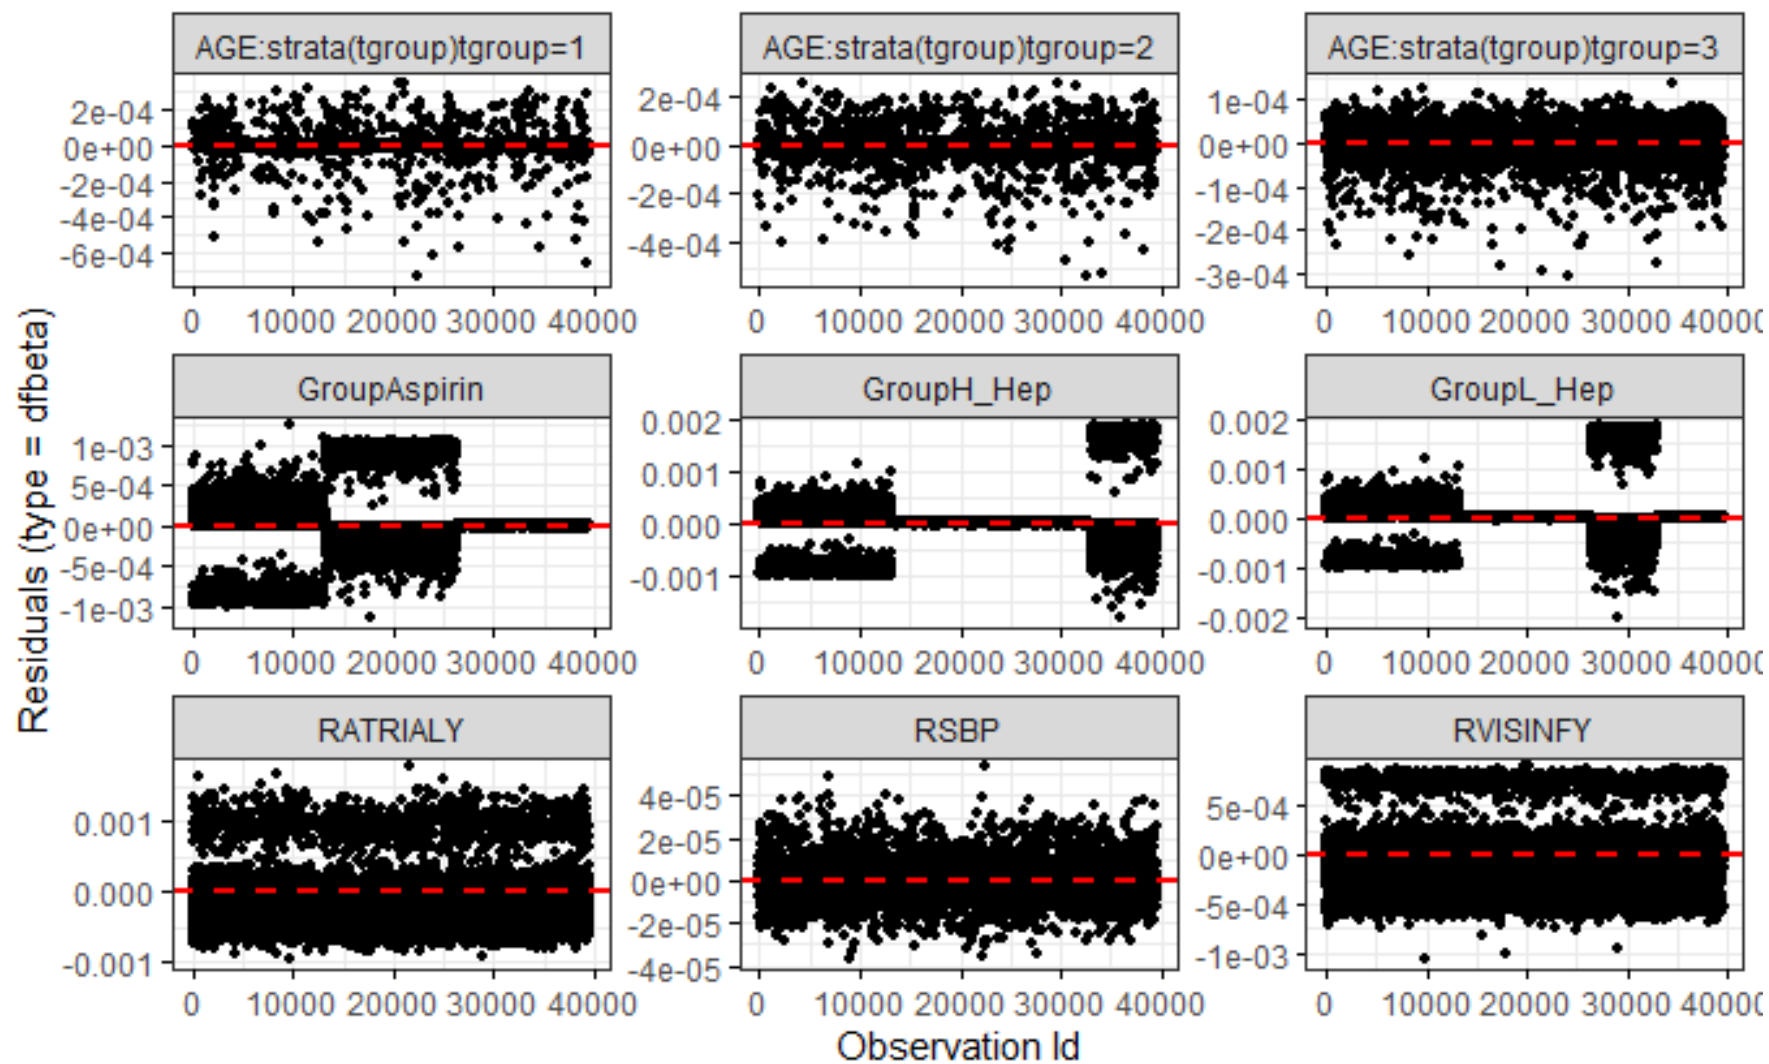 AGE:strata(tgroup)tgroup=1 AGE:strata(tgroup)tgroup=2 AGE:strata(tgroup)tgroup=3
2e-04
0e+00
-2e-04
-4e-04
-6e-04
2e-04
0e+00
-2e-04
-4e-04
1e-04
0e+00
-1e-04
-2e-04
-3e-04
0 10000 20000 30000 40000 0 10000 20000 30000 40000 0 10000 20000 30000 4000
Residuals (type = dfbeta)
GroupAspirin GroupH_Hep GroupL_Hep
1e-03
5e-04
0e+00
-5e-04
-1e-03
0.002
0.001
0.000
-0.001
0.002
0.001
0.000
-0.001
-0.002
0 10000 20000 30000 40000 0 10000 20000 30000 40000 0 10000 20000 30000 4000
RATRIALY RSBP RVISINFY
0.001
0.000
-0.001
4e-05
2e-05
0e+00
-2e-05
-4e-05
5e-04
0e+00
-5e-04
-1e-03
0 10000 20000 30000 40000 0 10000 20000 30000 40000 0 10000 20000 30000 4000
Observation Id